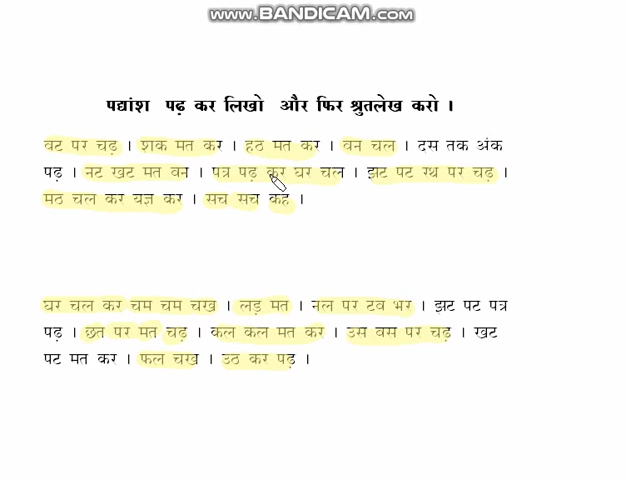 www.BANDICAM.com
पद्यांश पढ़ कर लिखो और फिर श्रुतलेख करो ।
वट पर चढ़ । शक मत कर । हठ मत कर । वन चल । दस तक अंक
पढ़ । नट खट मत बन । पत्र पढ़ कर घर चल । झट पट रथ पर चढ़ ।
मठ चल कर यज्ञ कर । सच सच कह ।
घर चल कर चम चम चख । लड़ मत । नल पर टब भर । झट पट पत्र
पढ़ । छत पर मत चढ़ । कल कल मत कर । उस बस पर चढ़ । खट
पट मत कर । फल चख । उठ कर पढ़ ।